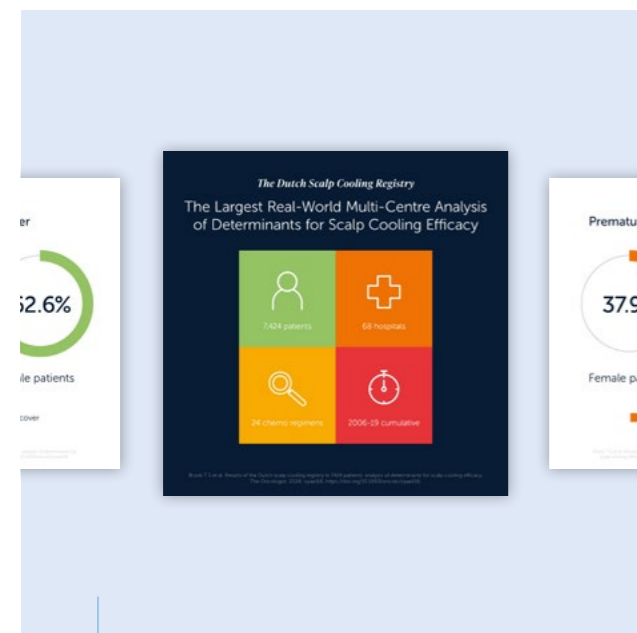 The Dutch Scalp Cooling Registry
The Largest Real-World Multi-Centre Analysis
of Determinants for Scalp Cooling Efficacy
7,424 patients
68 hospitals
24 chemo regimens
2006-19 cumulative
er
52.6%
le patients
cover
Prematu
37.9
Female pa